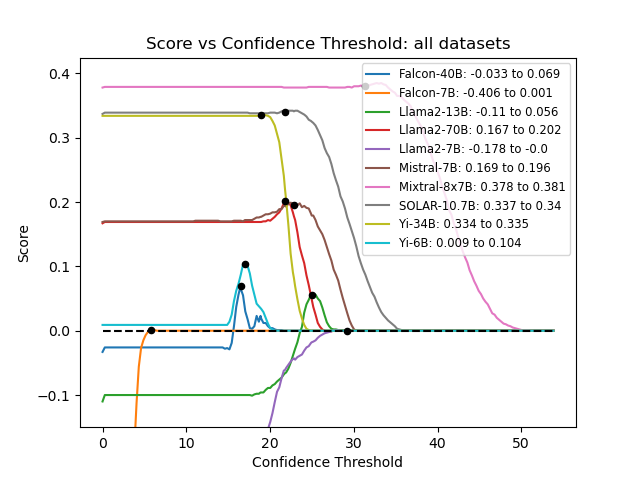 Score vs Confidence Threshold: all datasets
Score
0.4
0.3
0.2
0.1
0.0
−0.1
Falcon-40B: -0.033 to 0.069
Falcon-7B: -0.406 to 0.001
Llama2-13B: -0.11 to 0.056
Llama2-70B: 0.167 to 0.202
Llama2-7B: -0.178 to -0.0
Mistral-7B: 0.169 to 0.196
Mixtral-8x7B: 0.378 to 0.381
SOLAR-10.7B: 0.337 to 0.34
Yi-34B: 0.334 to 0.335
Yi-6B: 0.009 to 0.104
0 10 20 30 40 50
Confidence Threshold